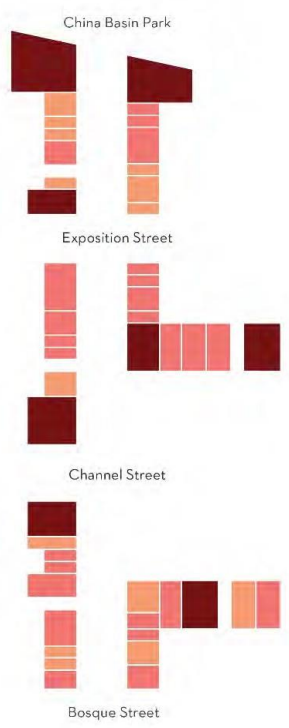 China Basin Park
Exposition Street
Channel Street
Bosque Street